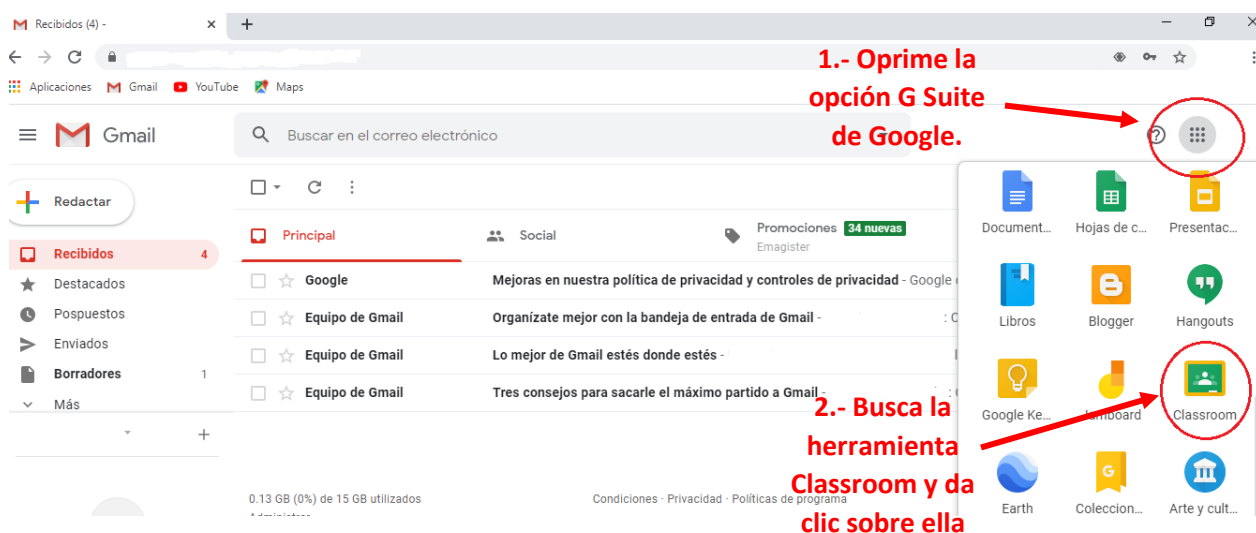 Recibidos (4) -
Aplicaciones Gmail YouTube Maps
1.- Oprime la
opción G Suite
de Google.
Gmail
Buscar en el correo electrónico
Redactar
Recibidos 4
Destacados
Pospuestos
Enviados
Borradores 1
Más
Principal
Social
Promociones 34 nuevas
Emagister
Google Mejoras en nuestra política de privacidad y controles de privacidad - Google
Equipo de Gmail Organízate mejor con la bandeja de entrada de Gmail -
Equipo de Gmail Lo mejor de Gmail estés donde estés -
Equipo de Gmail Tres consejos para sacarle el máximo partido a Gmail -
Document... Hojas de c... Presentac...
Libros Blogger Hangouts
Google Ke... Jamboard Classroom
Earth Coleccion... Arte y cult...
2.- Busca la
herramienta
Classroom y da
clic sobre ella
0.13 GB (0%) de 15 GB utilizados
Condiciones · Privacidad · Políticas de programa